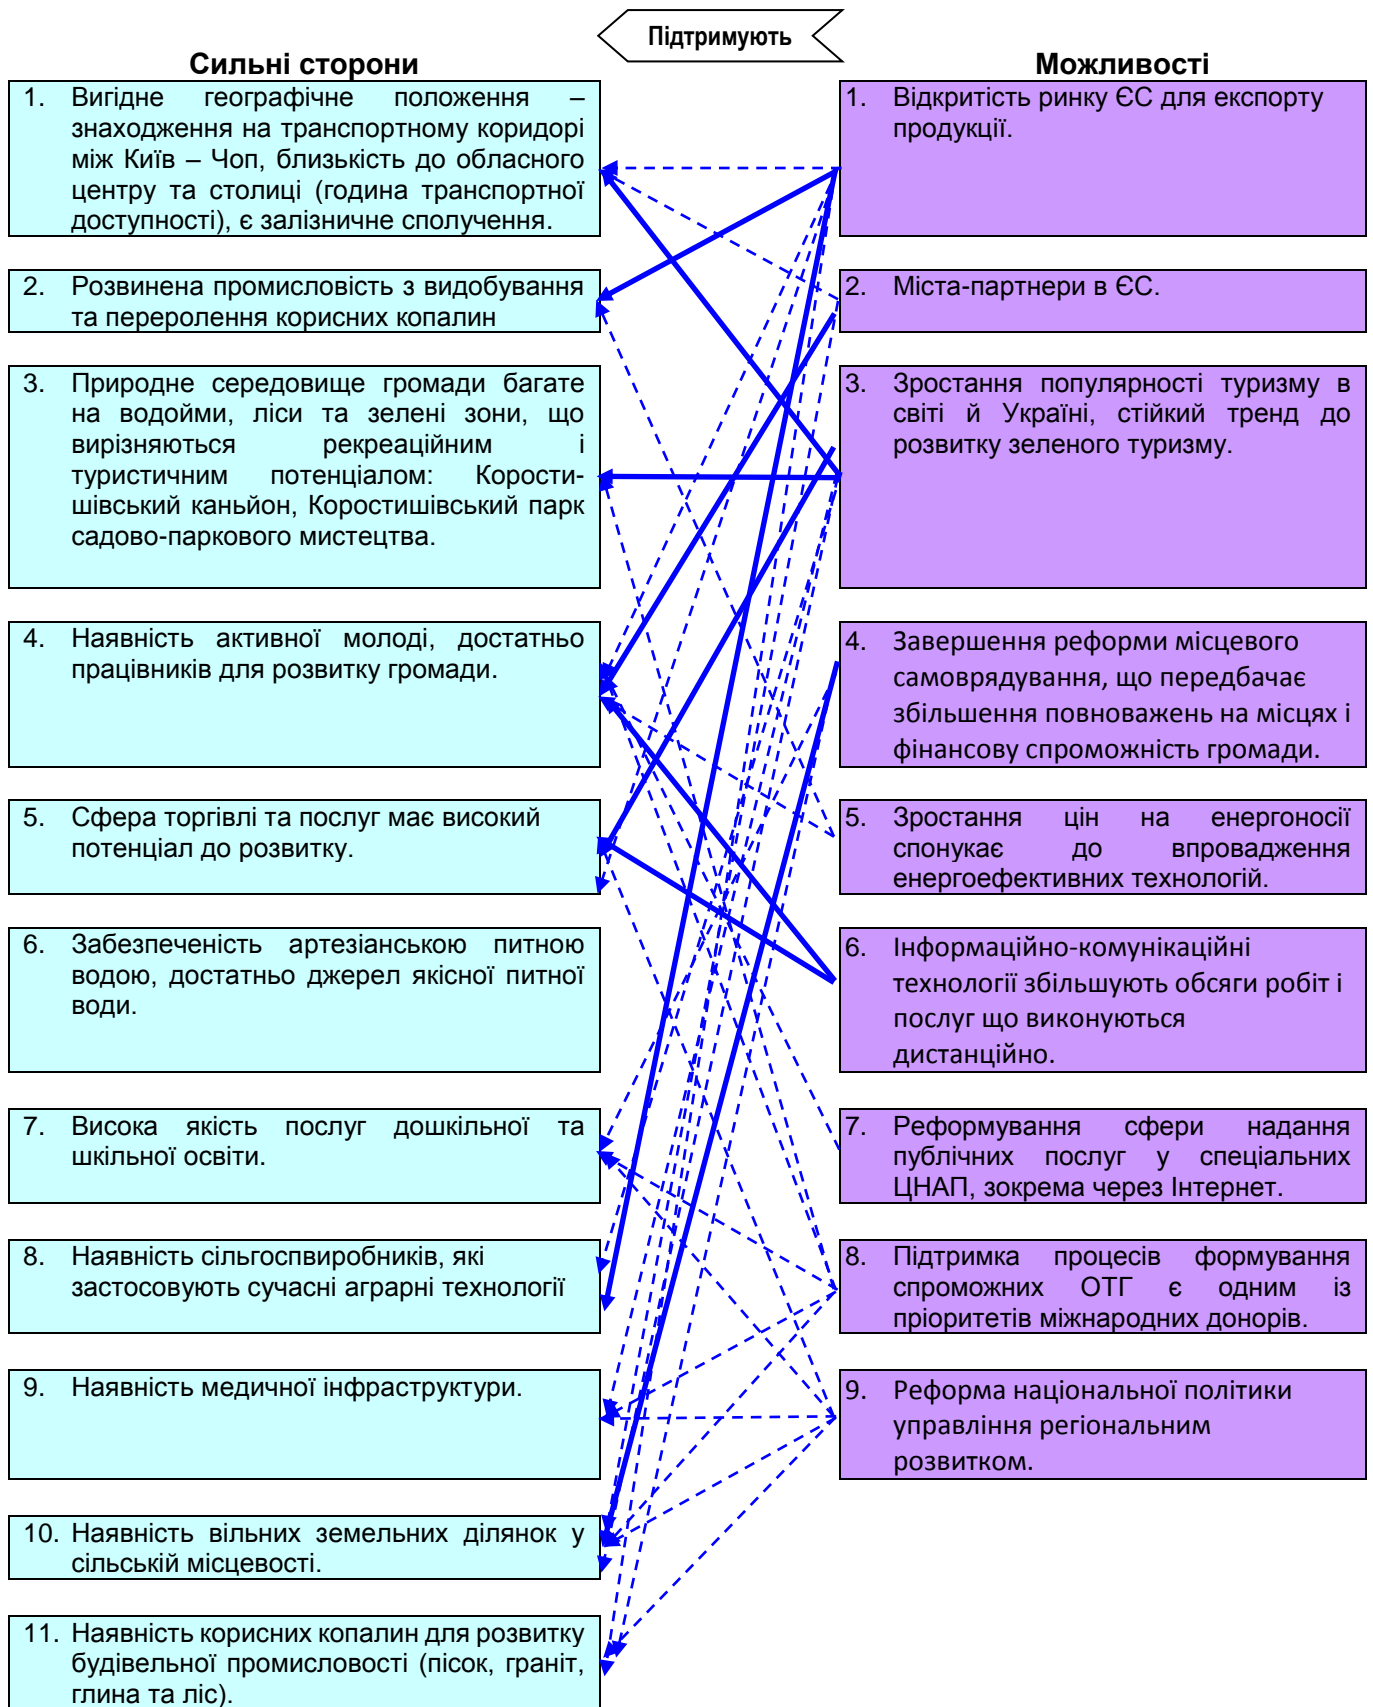 Підтримують
Сильні сторони
1. Вигідне географічне положення –
знаходження на транспортному коридорі
між Київ – Чоп, близькість до обласного
центру та столиці (година транспортної
доступності), є залізничне сполучення.
2. Розвинена промисловість з видобування
та переролення корисних копалин
3. Природне середовище громади багате
на водойми, ліси та зелені зони, що
вирізняються рекреаційним і
туристичним потенціалом: Корости-
шівський каньйон, Коростишівський парк
садово-паркового мистецтва.
4. Наявність активної молоді, достатньо
працівників для розвитку громади.
5. Сфера торгівлі та послуг має високий
потенціал до розвитку.
6. Забезпеченість артезіанською питною
водою, достатньо джерел якісної питної
води.
7. Висока якість послуг дошкільної та
шкільної освіти.
8. Наявність сільгоспвиробників, які
застосовують сучасні аграрні технології
9. Наявність медичної інфраструктури.
10. Наявність вільних земельних ділянок у
сільській місцевості.
11. Наявність корисних копалин для розвитку
будівельної промисловості (пісок, граніт,
глина та ліс).
Можливості
1. Відкритість ринку ЄС для експорту
продукції.
2. Міста-партнери в ЄС.
3. Зростання популярності туризму в
світі й Україні, стійкий тренд до
розвитку зеленого туризму.
4. Завершення реформи місцевого
самоврядування, що передбачає
збільшення повноважень на місцях і
фінансову спроможність громади.
5. Зростання цін на енергоносії
спонукає до впровадження
енергоефективних технологій.
6. Інформаційно-комунікаційні
технології збільшують обсяги робіт і
послуг що виконуються
дистанційно.
7. Реформування сфери надання
публічних послуг у спеціальних
ЦНАП, зокрема через Інтернет.
8. Підтримка процесів формування
спроможних ОТГ є одним із
пріоритетів міжнародних донорів.
9. Реформа національної політики
управління регіональним
розвитком.